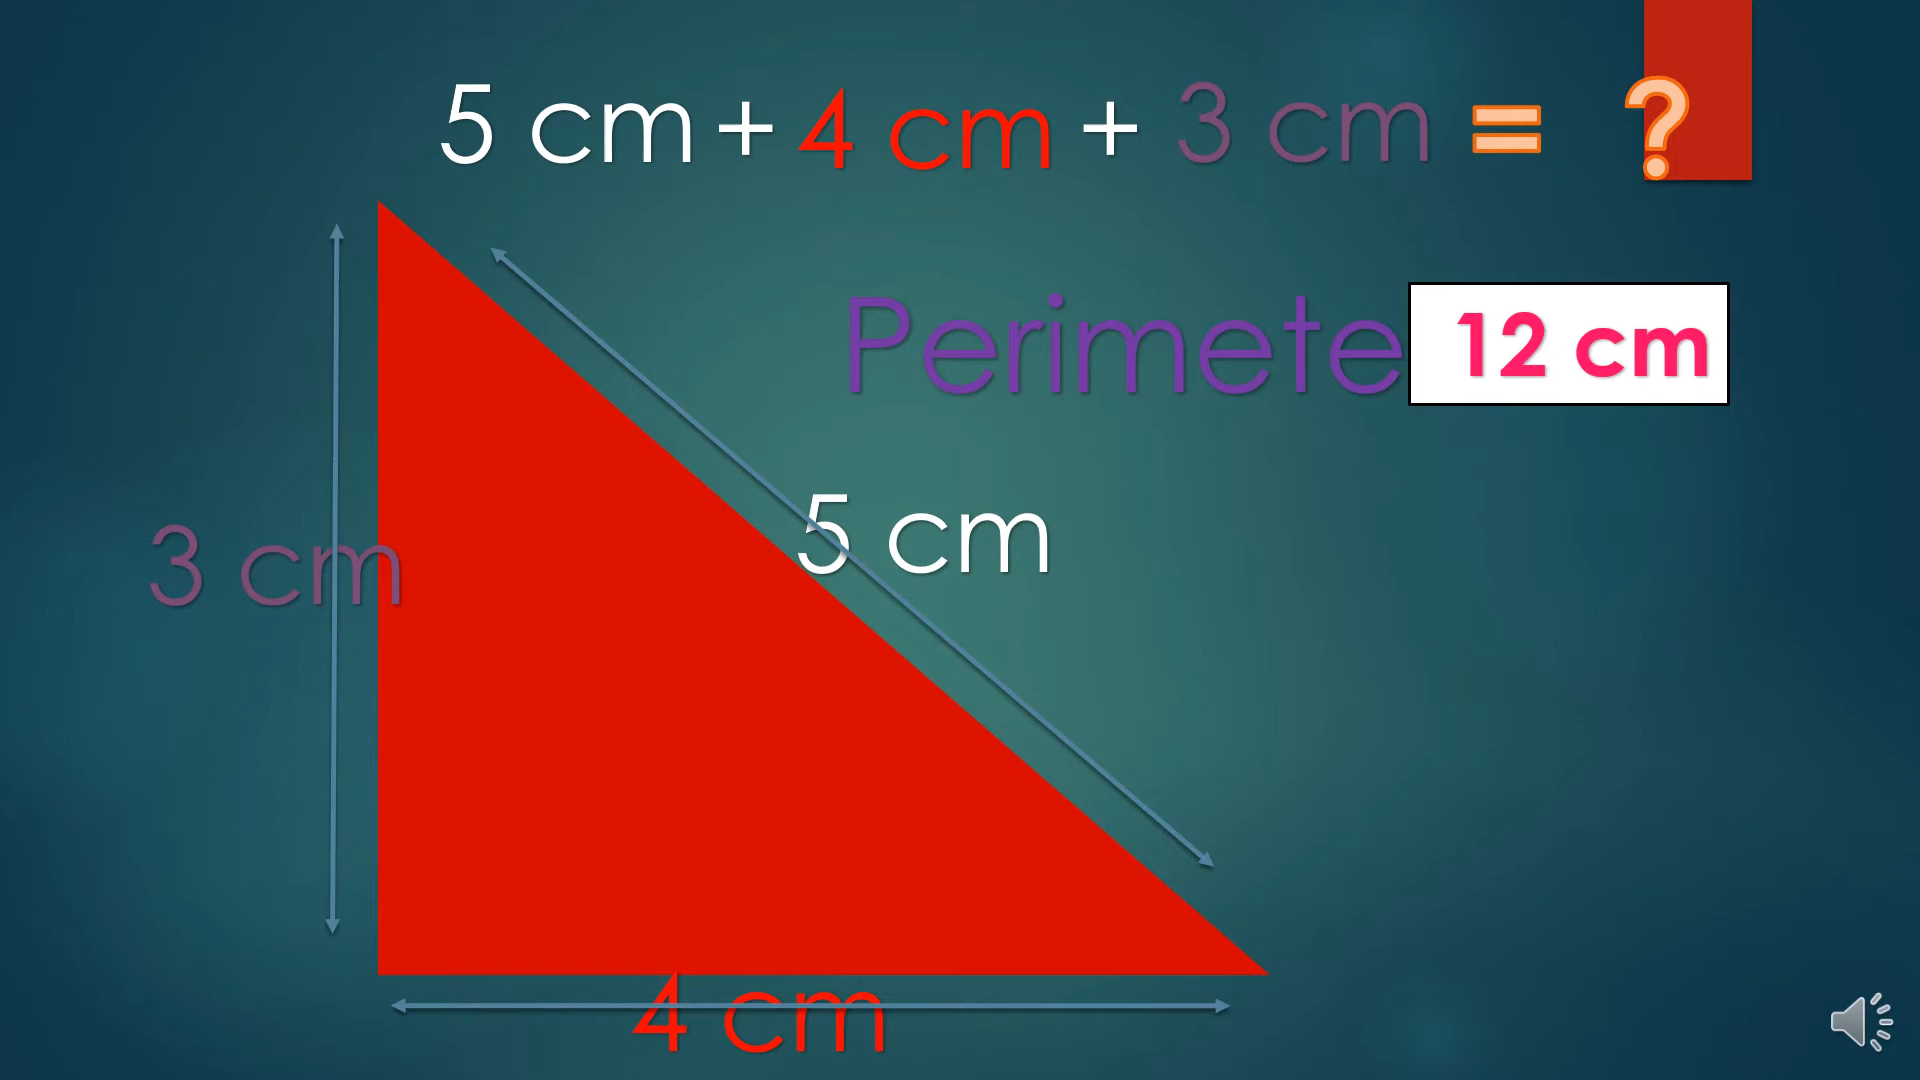 5 cm + 4 cm + 3 cm = ?
Perimete 12 cm
5 cm
3 cm
4 cm